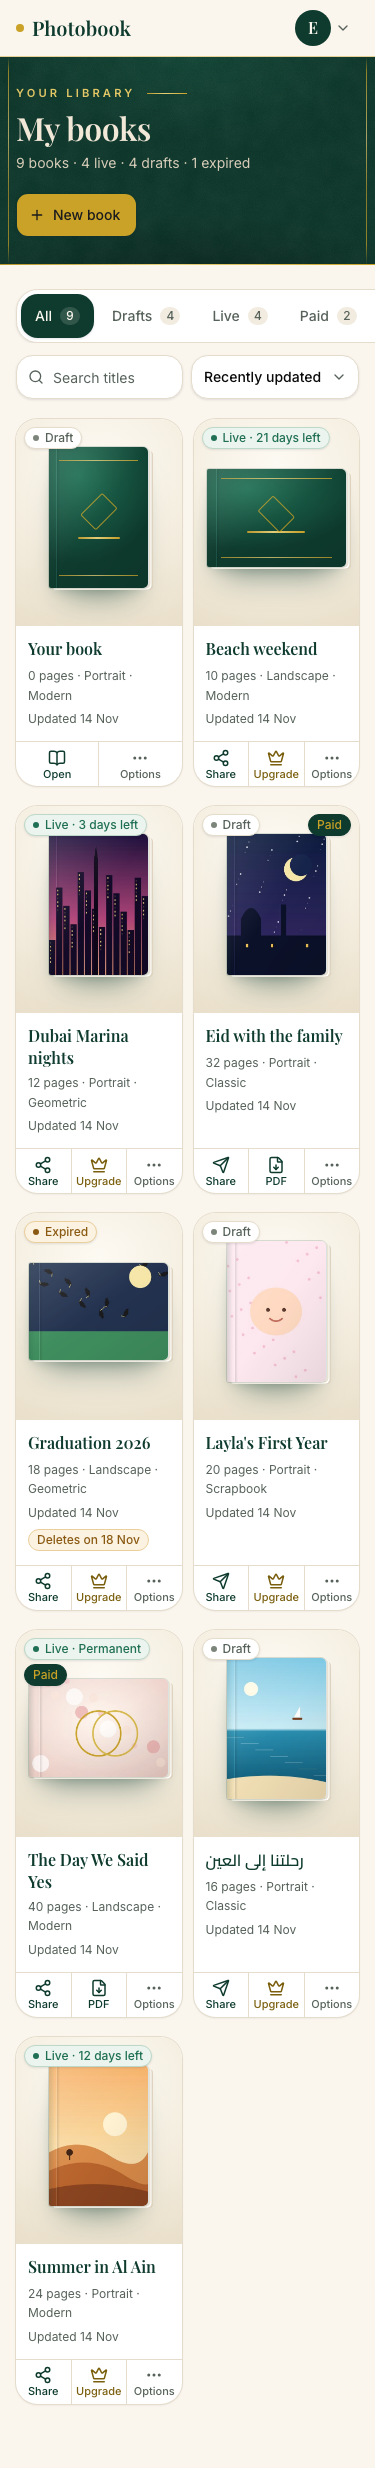 Photobook
E
YOUR LIBRARY
My books
9 books · 4 live · 4 drafts · 1 expired
+ New book
All 9
Drafts 4
Live 4
Paid 2
Search titles
Recently updated
Draft
Your book
0 pages · Portrait ·
Modern
Updated 14 Nov
Open
Options
Live · 21 days left
Beach weekend
10 pages · Landscape ·
Modern
Updated 14 Nov
Share
Upgrade
Options
Live · 3 days left
Dubai Marina
nights
12 pages · Portrait ·
Geometric
Updated 14 Nov
Share
Upgrade
Options
Draft
Paid
Eid with the family
32 pages · Portrait ·
Classic
Updated 14 Nov
Share
PDF
Options
Expired
Graduation 2026
18 pages · Landscape ·
Geometric
Updated 14 Nov
Deletes on 18 Nov
Share
Upgrade
Options
Draft
Layla's First Year
20 pages · Portrait ·
Scrapbook
Updated 14 Nov
Share
Upgrade
Options
Live · Permanent
Paid
The Day We Said
Yes
40 pages · Landscape ·
Modern
Updated 14 Nov
Share
PDF
Options
Draft
رحلتنا إلى العين
16 pages · Portrait ·
Classic
Updated 14 Nov
Share
Upgrade
Options
Live · 12 days left
Summer in Al Ain
24 pages · Portrait ·
Modern
Updated 14 Nov
Share
Upgrade
Options